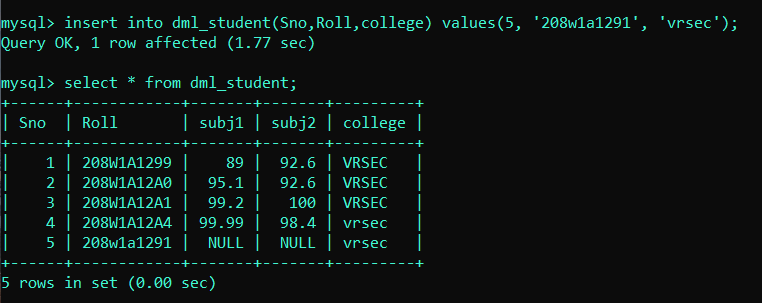 mysql> insert into dml_student(Sno,Roll,college) values(5, '208w1a1291', 'vrsec');
Query OK, 1 row affected (1.77 sec)
mysql> select * from dml_student;
+------+------------+-------+-------+---------+
| Sno  | Roll       | subj1 | subj2 | college |
+------+------------+-------+-------+---------+
|    1 | 208W1A1299 |    89 |  92.6 | VRSEC   |
|    2 | 208W1A12A0 |  95.1 |  92.6 | VRSEC   |
|    3 | 208W1A12A1 |  99.2 |   100 | VRSEC   |
|    4 | 208W1A12A4 | 99.99 |  98.4 | vrsec   |
|    5 | 208w1a1291 |  NULL |  NULL | vrsec   |
+------+------------+-------+-------+---------+
5 rows in set (0.00 sec)